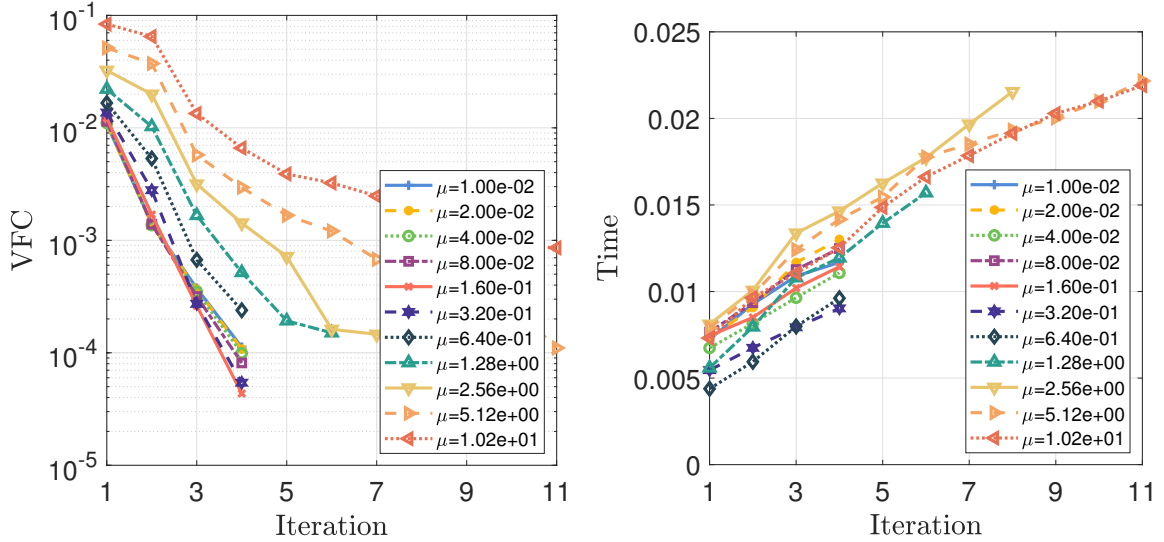 10^-1
10^-2
10^-3
10^-4
10^-5
VFC
1 3 5 7 9 11
Iteration
μ=1.00e-02
μ=2.00e-02
μ=4.00e-02
μ=8.00e-02
μ=1.60e-01
μ=3.20e-01
μ=6.40e-01
μ=1.28e+00
μ=2.56e+00
μ=5.12e+00
μ=1.02e+01
0.025
0.02
0.015
0.01
0.005
0
Time
1 3 5 7 9 11
Iteration
μ=1.00e-02
μ=2.00e-02
μ=4.00e-02
μ=8.00e-02
μ=1.60e-01
μ=3.20e-01
μ=6.40e-01
μ=1.28e+00
μ=2.56e+00
μ=5.12e+00
μ=1.02e+01